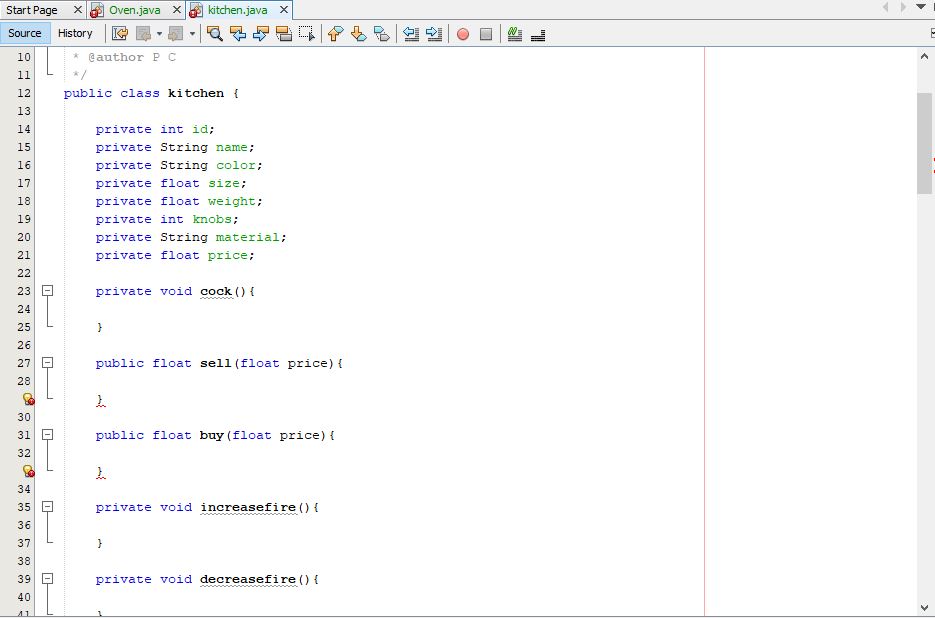 Start Page
Oven.java
kitchen.java
Source History
10 * @author P C
11 */
12 public class kitchen {
13
14 private int id;
15 private String name;
16 private String color;
17 private float size;
18 private float weight;
19 private int knobs;
20 private String material;
21 private float price;
22
23 private void cock(){
24
25 }
26
27 public float sell(float price){
28
}
30
31 public float buy(float price){
32
}
34
35 private void increasefire(){
36
37 }
38
39 private void decreasefire(){
40
41 }